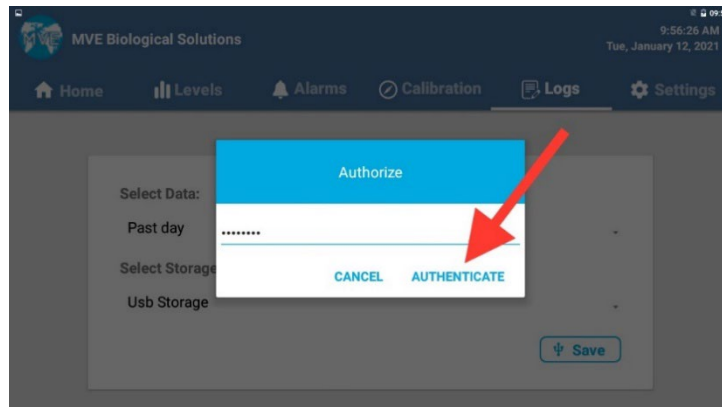 09:
MVE Biological Solutions
9:56:26 AM
Tue, January 12, 2021
Home Levels Alarms Calibration Logs Settings
Authorize
Select Data:
Past day
••••••••
Select Storage
CANCEL AUTHENTICATE
Usb Storage
Save